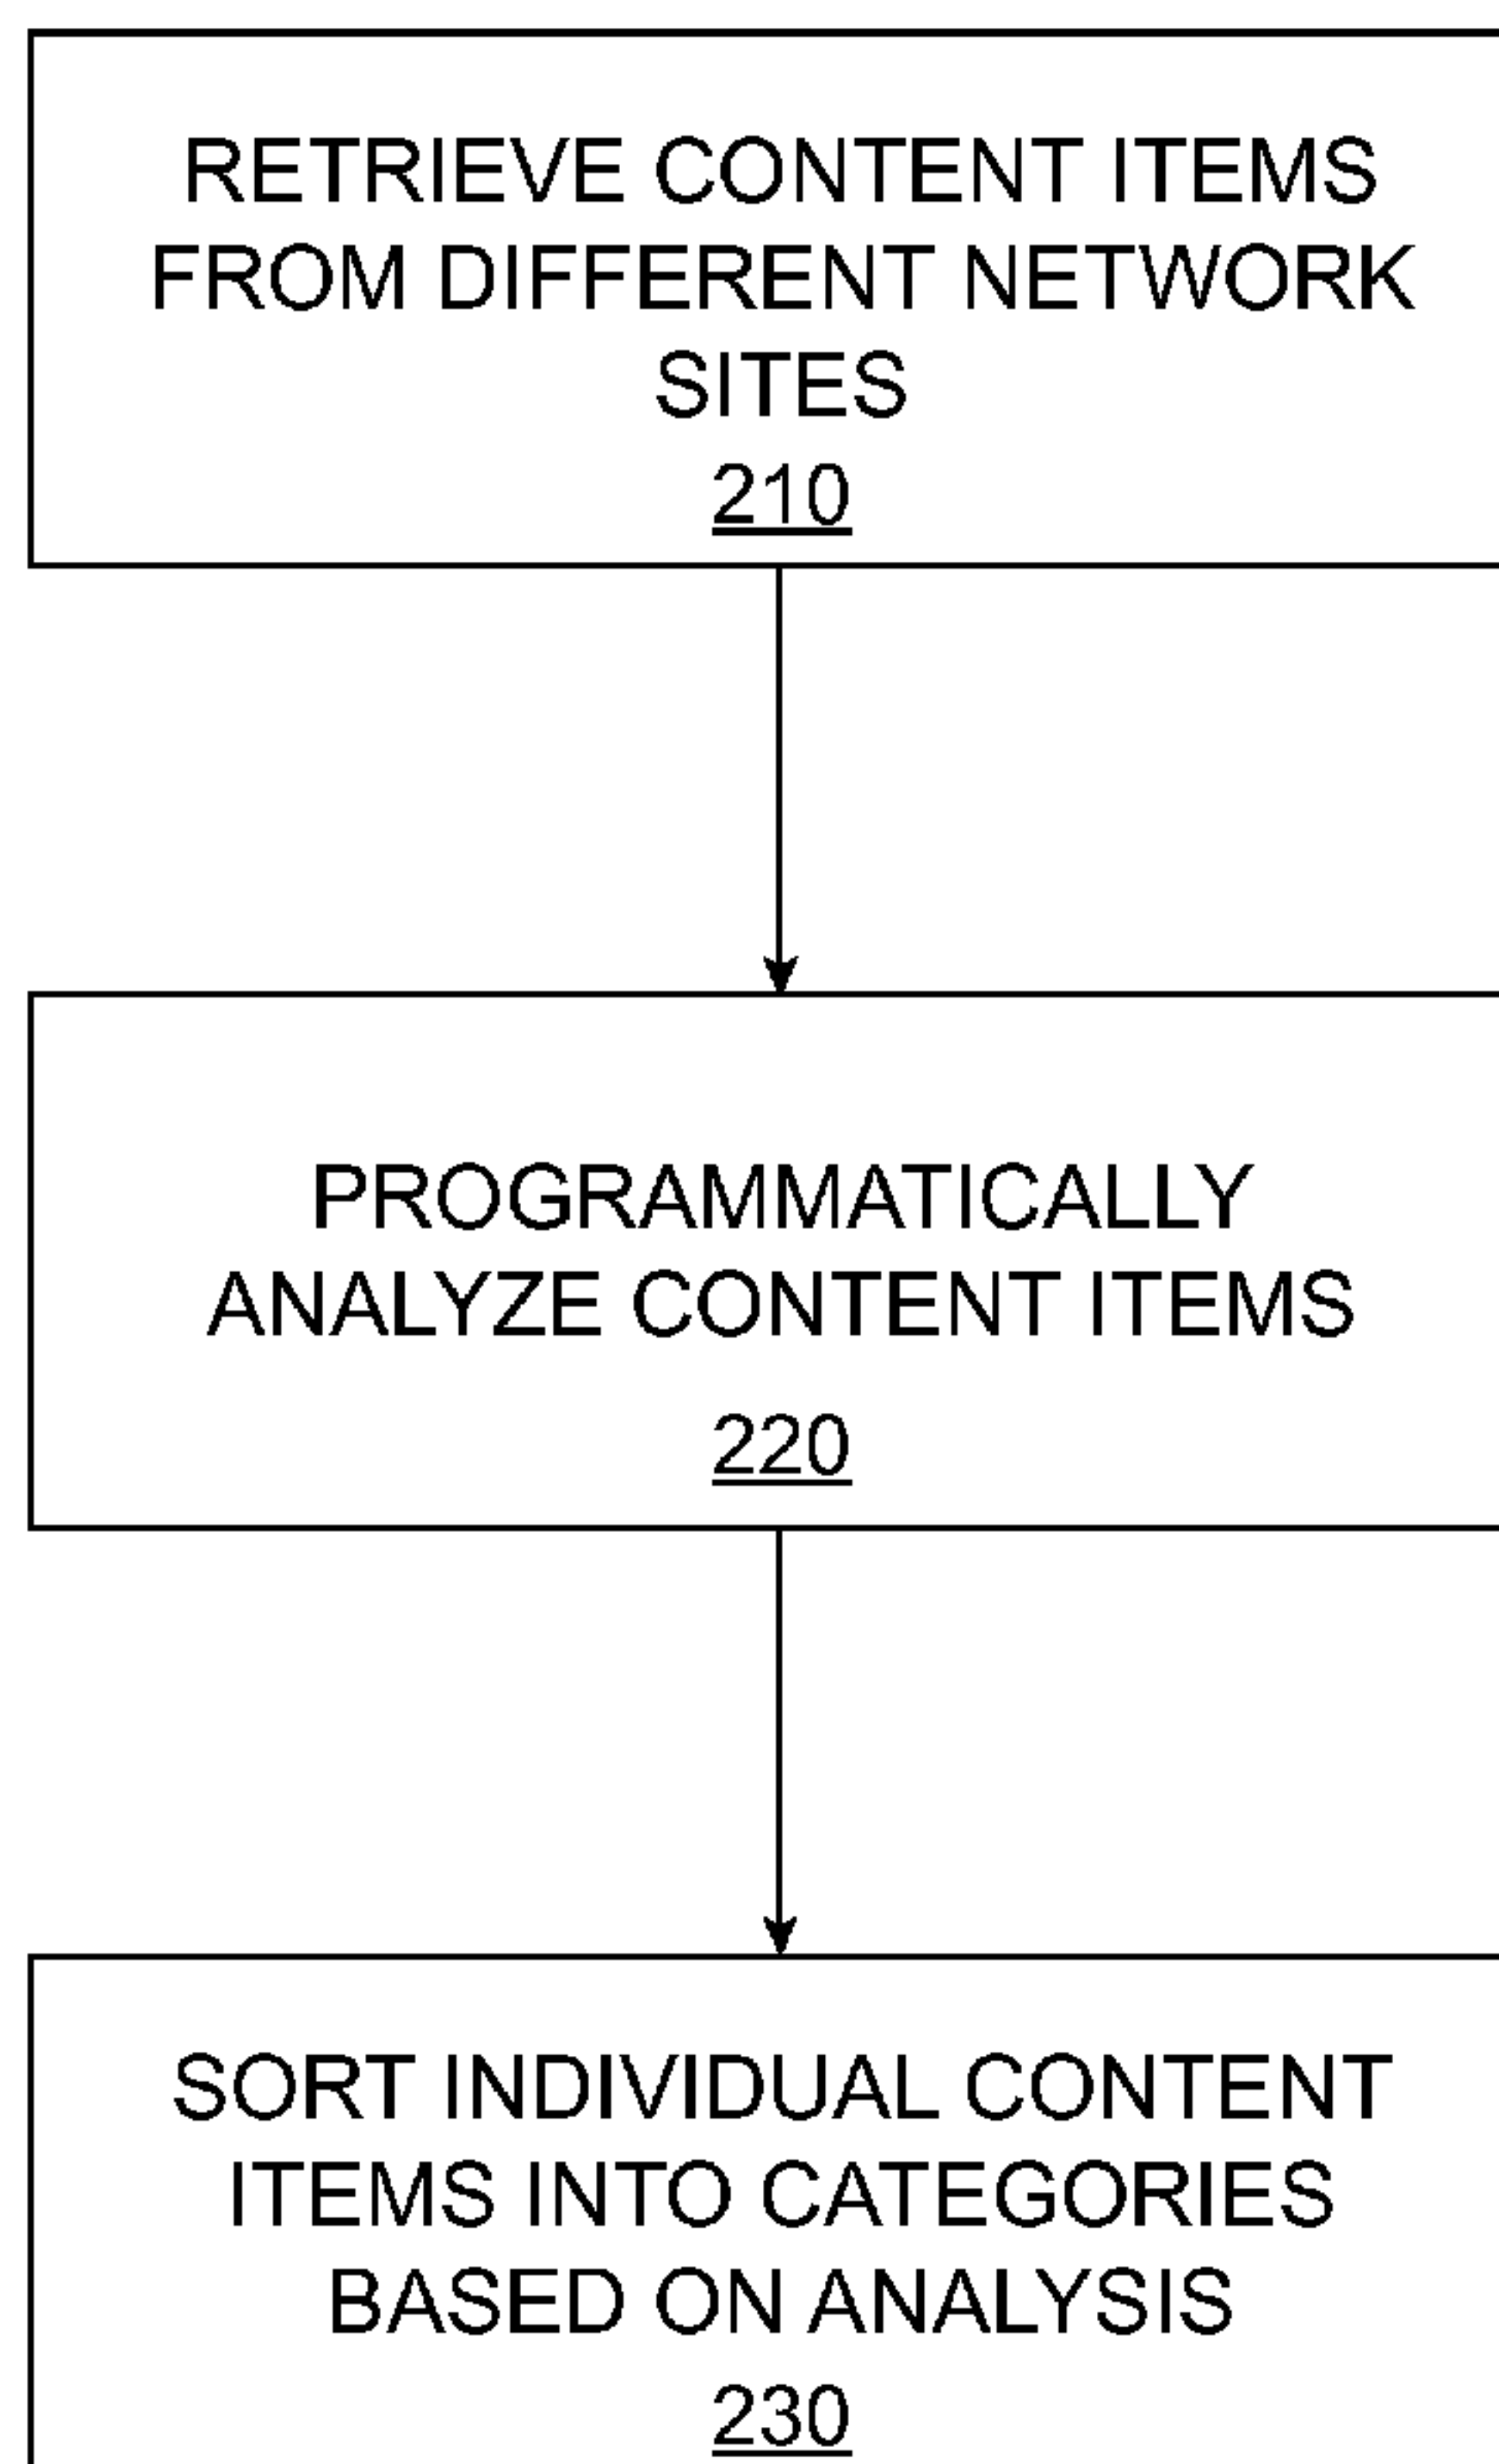 RETRIEVE CONTENT ITEMS
FROM DIFFERENT NETWORK
SITES
210
PROGRAMMATICALLY
ANALYZE CONTENT ITEMS
220
SORT INDIVIDUAL CONTENT
ITEMS INTO CATEGORIES
BASED ON ANALYSIS
230